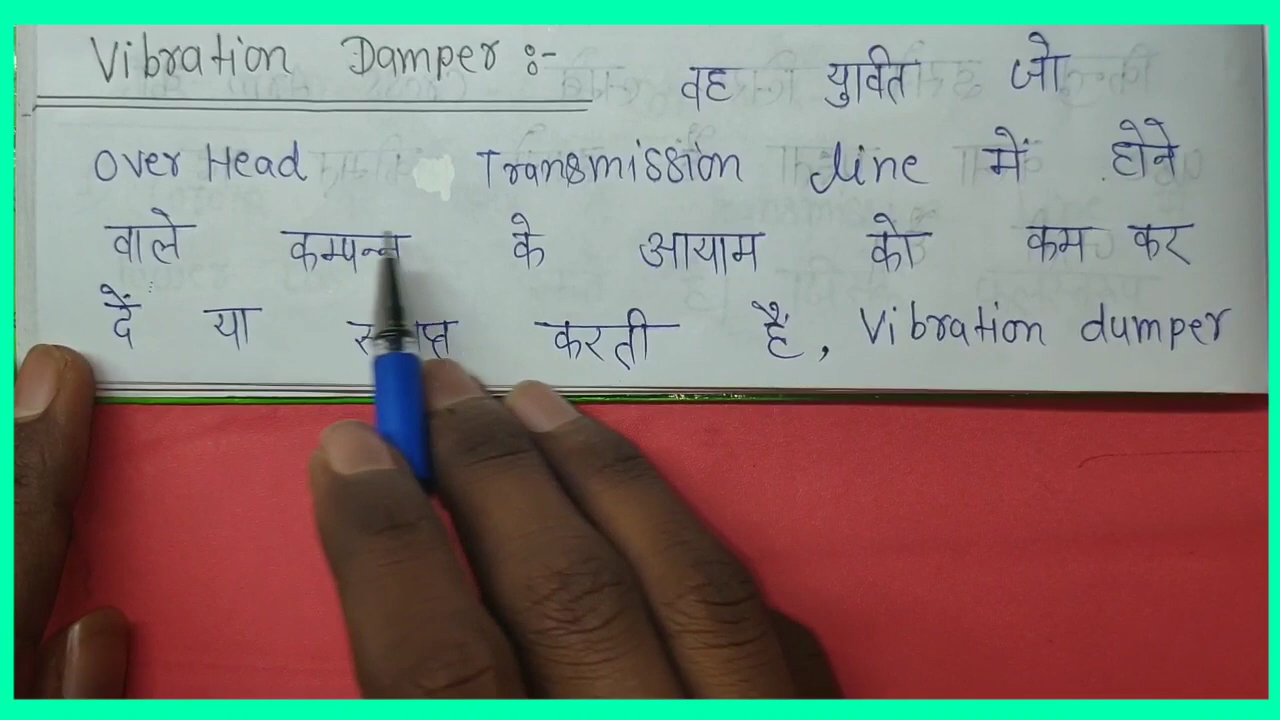 Vibration Damper :- वह युक्ति जो
Over Head Transmission line में होने
वाले कम्पन्न के आयाम को कम कर
दें या करती हैं, Vibration dumper